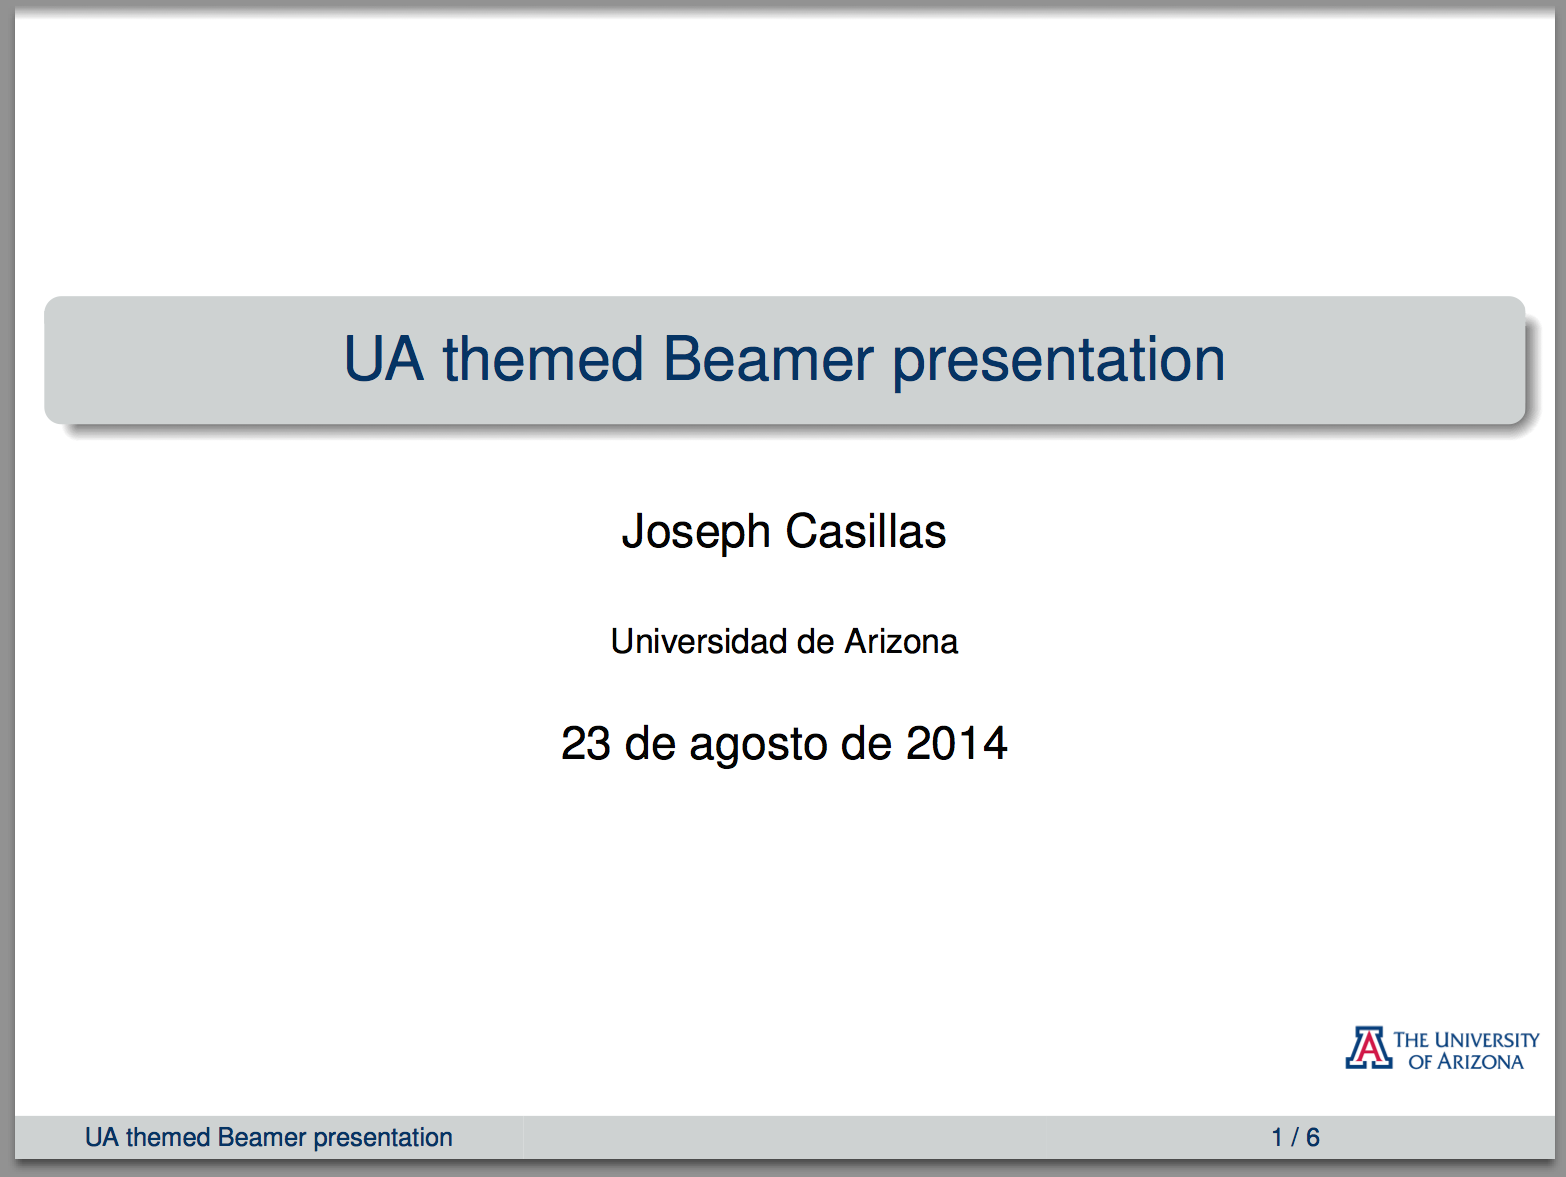 UA themed Beamer presentation
Joseph Casillas
Universidad de Arizona
23 de agosto de 2014
A THE UNIVERSITY
OF ARIZONA
UA themed Beamer presentation 1 / 6